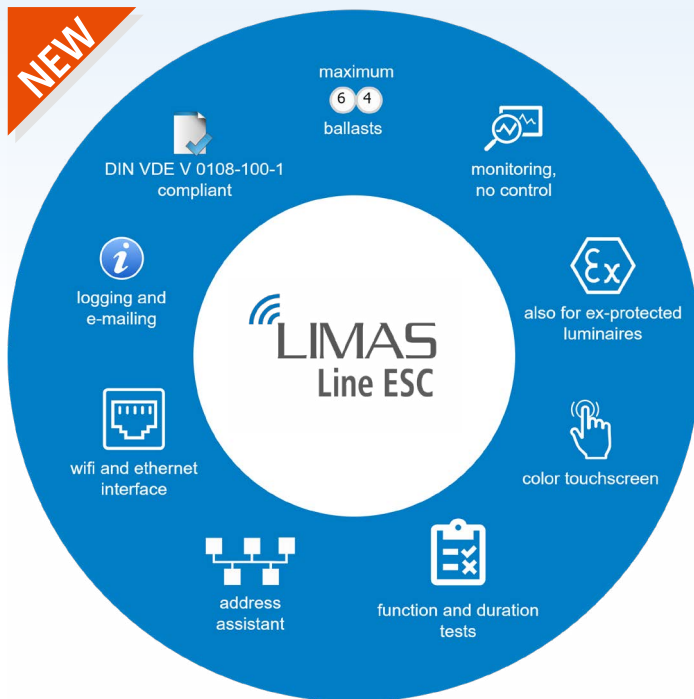 NEW
maximum
6 4
ballasts
monitoring,
no control
Ex
also for ex-protected
luminaires
color touchscreen
function and duration
tests
address
assistant
wifi and ethernet
interface
i
logging and
e-mailing
DIN VDE V 0108-100-1
compliant
LIMAS
Line ESC